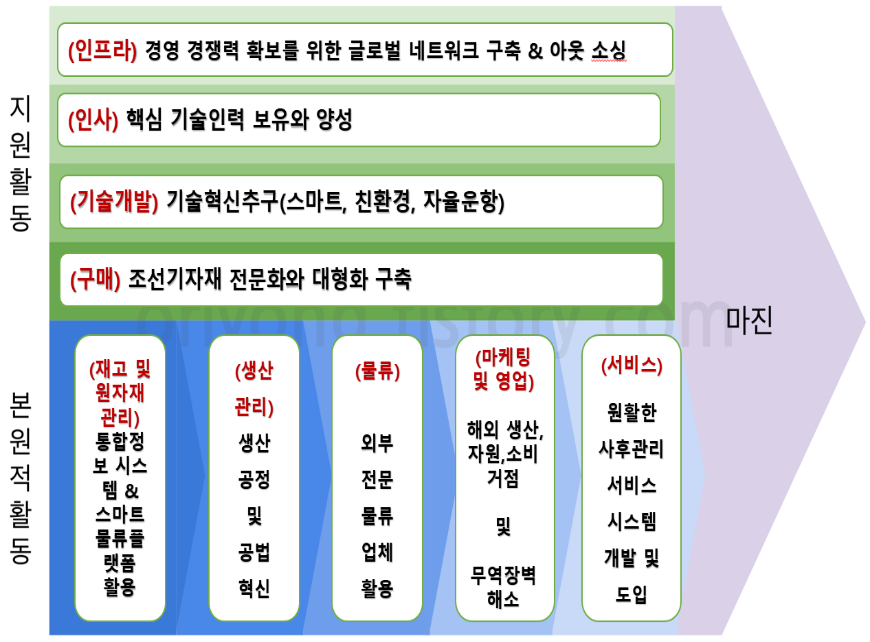 지원활동
(인프라) 경영 경쟁력 확보를 위한 글로벌 네트워크 구축 & 아웃 소싱
(인사) 핵심 기술인력 보유와 양성
(기술개발) 기술혁신추구(스마트, 친환경, 자율운항)
(구매) 조선기자재 전문화와 대형화 구축
마진
본원적활동
(재고 및
원자재
관리)
통합정
보 시스
템 &
스마트
물류플
랫폼
활용
(생산
관리)
생산
공정
및
공법
혁신
(물류)
외부
전문
물류
업체
활용
(마케팅
및 영업)
해외 생산,
자원,소비
거점
및
무역장벽
해소
(서비스)
원활한
사후관리
서비스
시스템
개발 및
도입